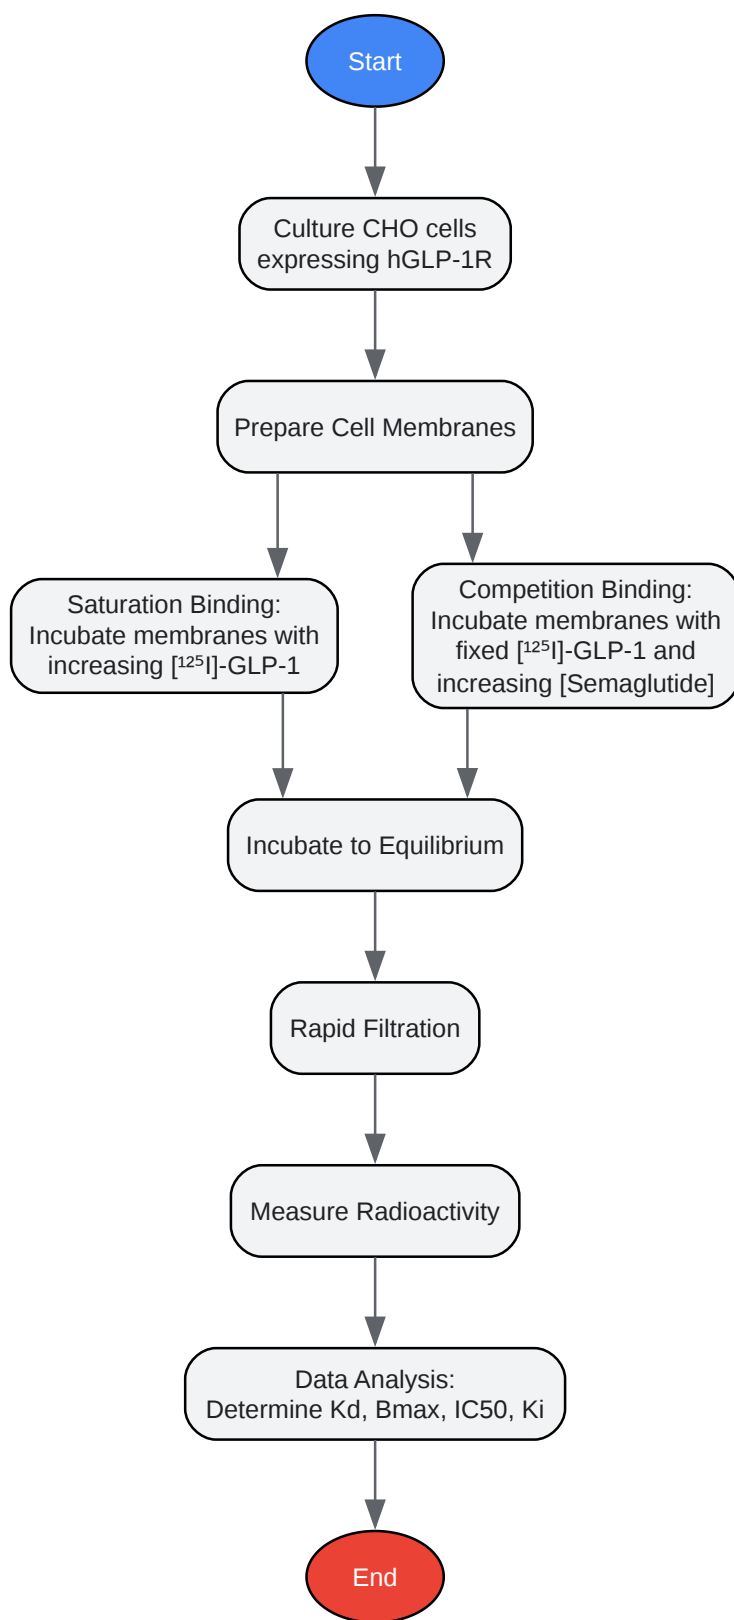 Start
Culture CHO cells
expressing hGLP-1R
Prepare Cell Membranes
Saturation Binding:
Incubate membranes with
increasing [¹²⁵I]-GLP-1
Competition Binding:
Incubate membranes with
fixed [¹²⁵I]-GLP-1 and
increasing [Semaglutide]
Incubate to Equilibrium
Rapid Filtration
Measure Radioactivity
Data Analysis:
Determine Kd, Bmax, IC50, Ki
End